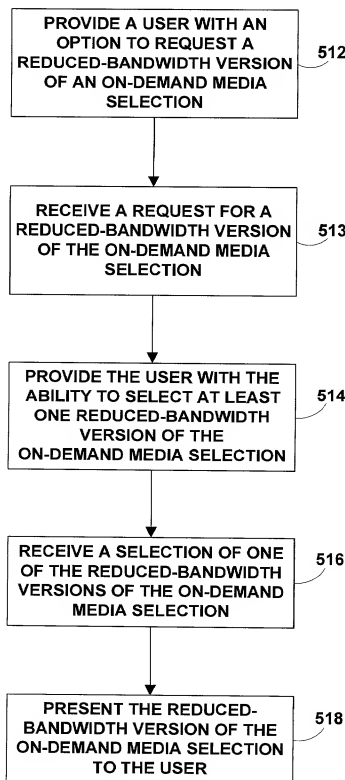 PROVIDE A USER WITH AN
OPTION TO REQUEST A
REDUCED-BANDWIDTH VERSION
OF AN ON-DEMAND MEDIA
SELECTION
512
RECEIVE A REQUEST FOR A
REDUCED-BANDWIDTH VERSION
OF THE ON-DEMAND MEDIA
SELECTION
513
PROVIDE THE USER WITH THE
ABILITY TO SELECT AT LEAST
ONE REDUCED-BANDWIDTH
VERSION OF THE
ON-DEMAND MEDIA SELECTION
514
RECEIVE A SELECTION OF ONE
OF THE REDUCED-BANDWIDTH
VERSIONS OF THE ON-DEMAND
MEDIA SELECTION
516
PRESENT THE REDUCED-
BANDWIDTH VERSION OF THE
ON-DEMAND MEDIA SELECTION
TO THE USER
518